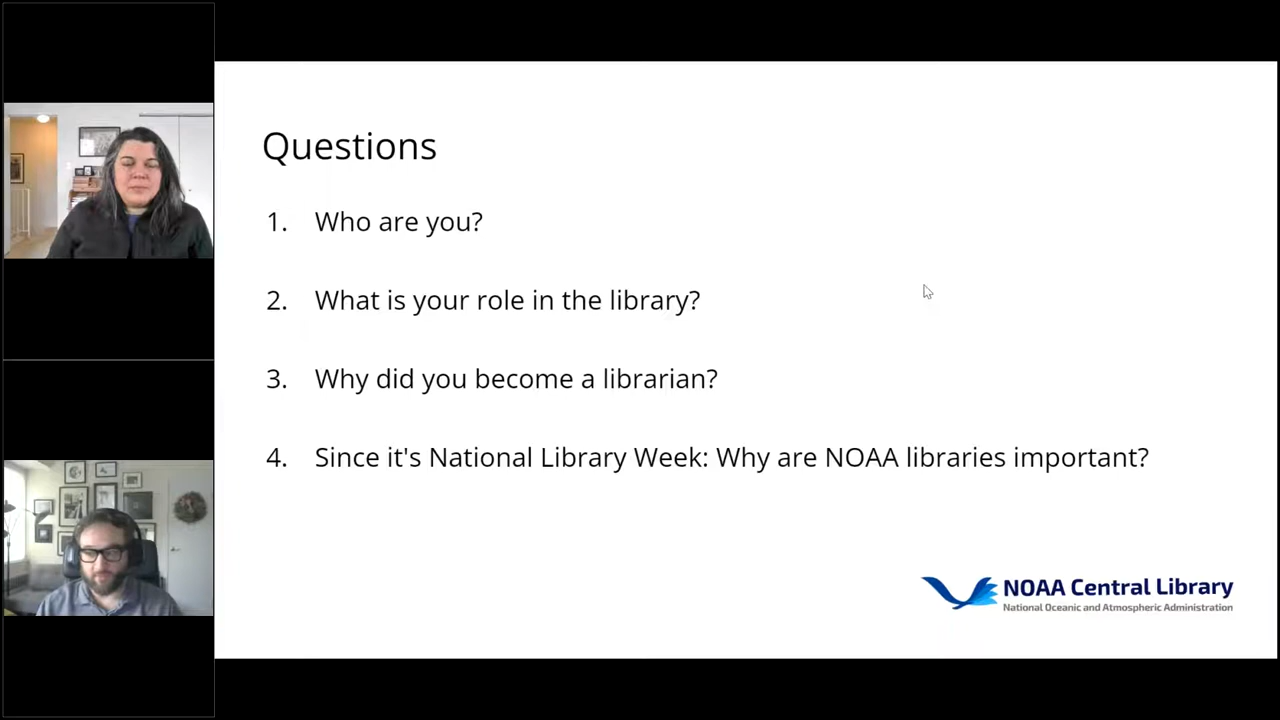 Questions
1. Who are you?
2. What is your role in the library?
3. Why did you become a librarian?
4. Since it's National Library Week: Why are NOAA libraries important?
NOAA Central Library
National Oceanic and Atmospheric Administration